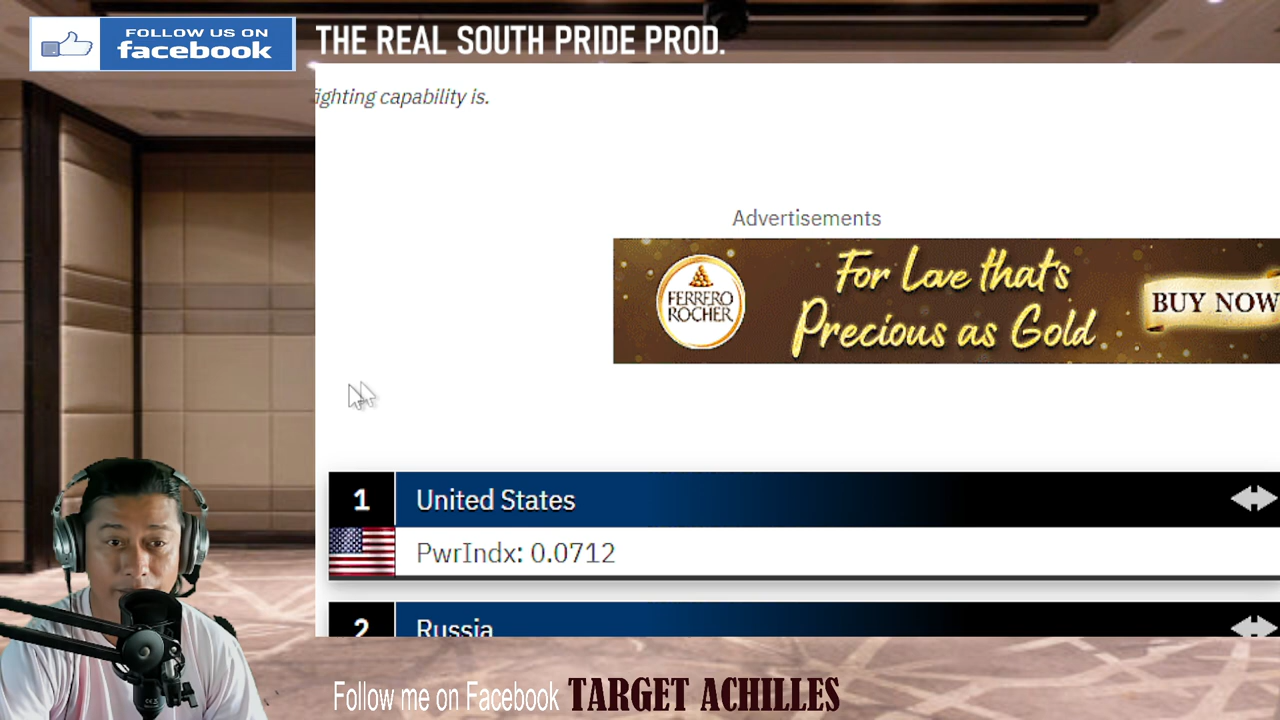 FOLLOW US ON
facebook
THE REAL SOUTH PRIDE PROD.
fighting capability is.
Advertisements
FERRERO
ROCHER
For Love that's
Precious as Gold
BUY NOW
1 United States
PwrIndx: 0.0712
2 Russia
Follow me on Facebook TARGET ACHILLES